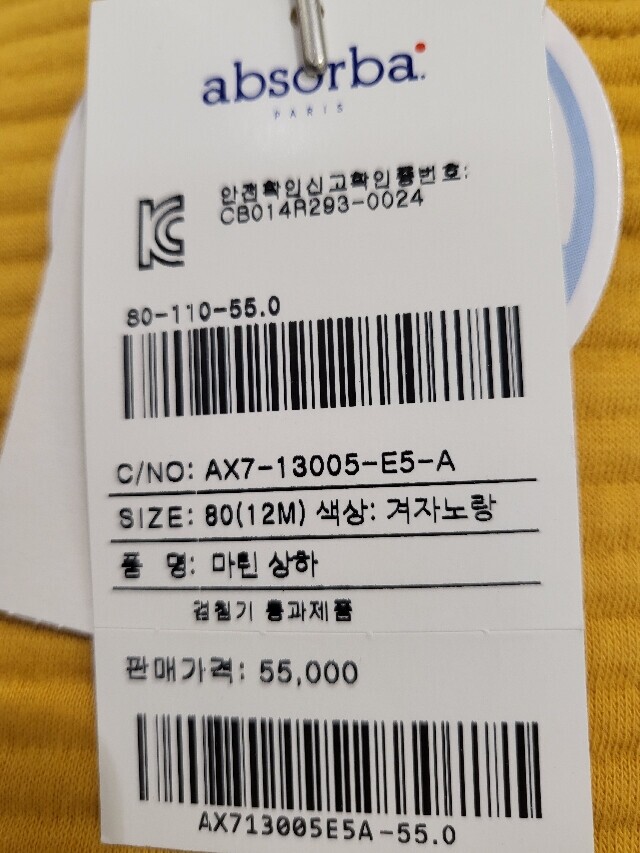 absorba
PARIS
안전확인신고확인증번호:
CB014R293-0024
80-110-55.0
C/NO: AX7-13005-E5-A
SIZE: 80(12M) 색상: 겨자노랑
품 명: 마틴 상하
검침기 통과제품
판매가격: 55,000
AX713005E5A-55.0